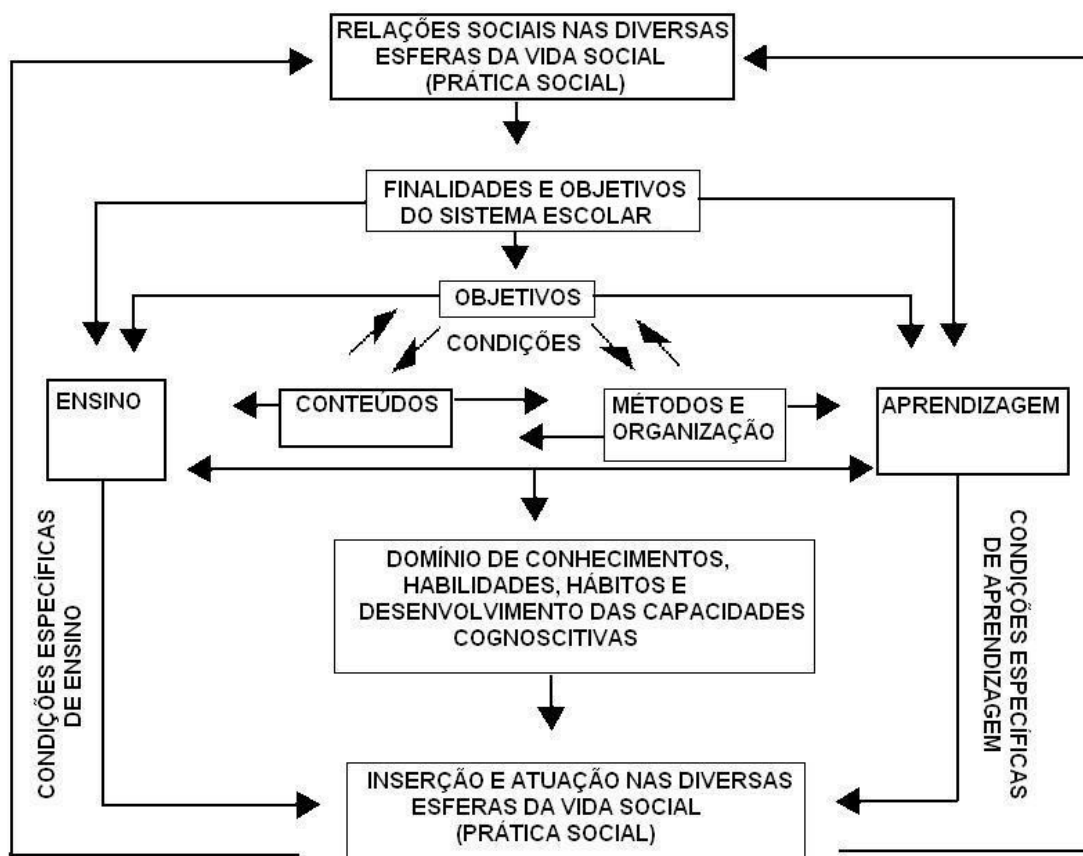 RELAÇÕES SOCIAIS NAS DIVERSAS
ESFERAS DA VIDA SOCIAL
(PRÁTICA SOCIAL)
FINALIDADES E OBJETIVOS
DO SISTEMA ESCOLAR
OBJETIVOS
CONDIÇÕES
ENSINO
CONTEÚDOS
MÉTODOS E
ORGANIZAÇÃO
APRENDIZAGEM
CONDIÇÕES ESPECÍFICAS
DE ENSINO
DOMÍNIO DE CONHECIMENTOS,
HABILIDADES, HÁBITOS E
DESENVOLVIMENTO DAS CAPACIDADES
COGNOSCITIVAS
CONDIÇÕES ESPECÍFICAS
DE APRENDIZAGEM
INSERÇÃO E ATUAÇÃO NAS DIVERSAS
ESFERAS DA VIDA SOCIAL
(PRÁTICA SOCIAL)